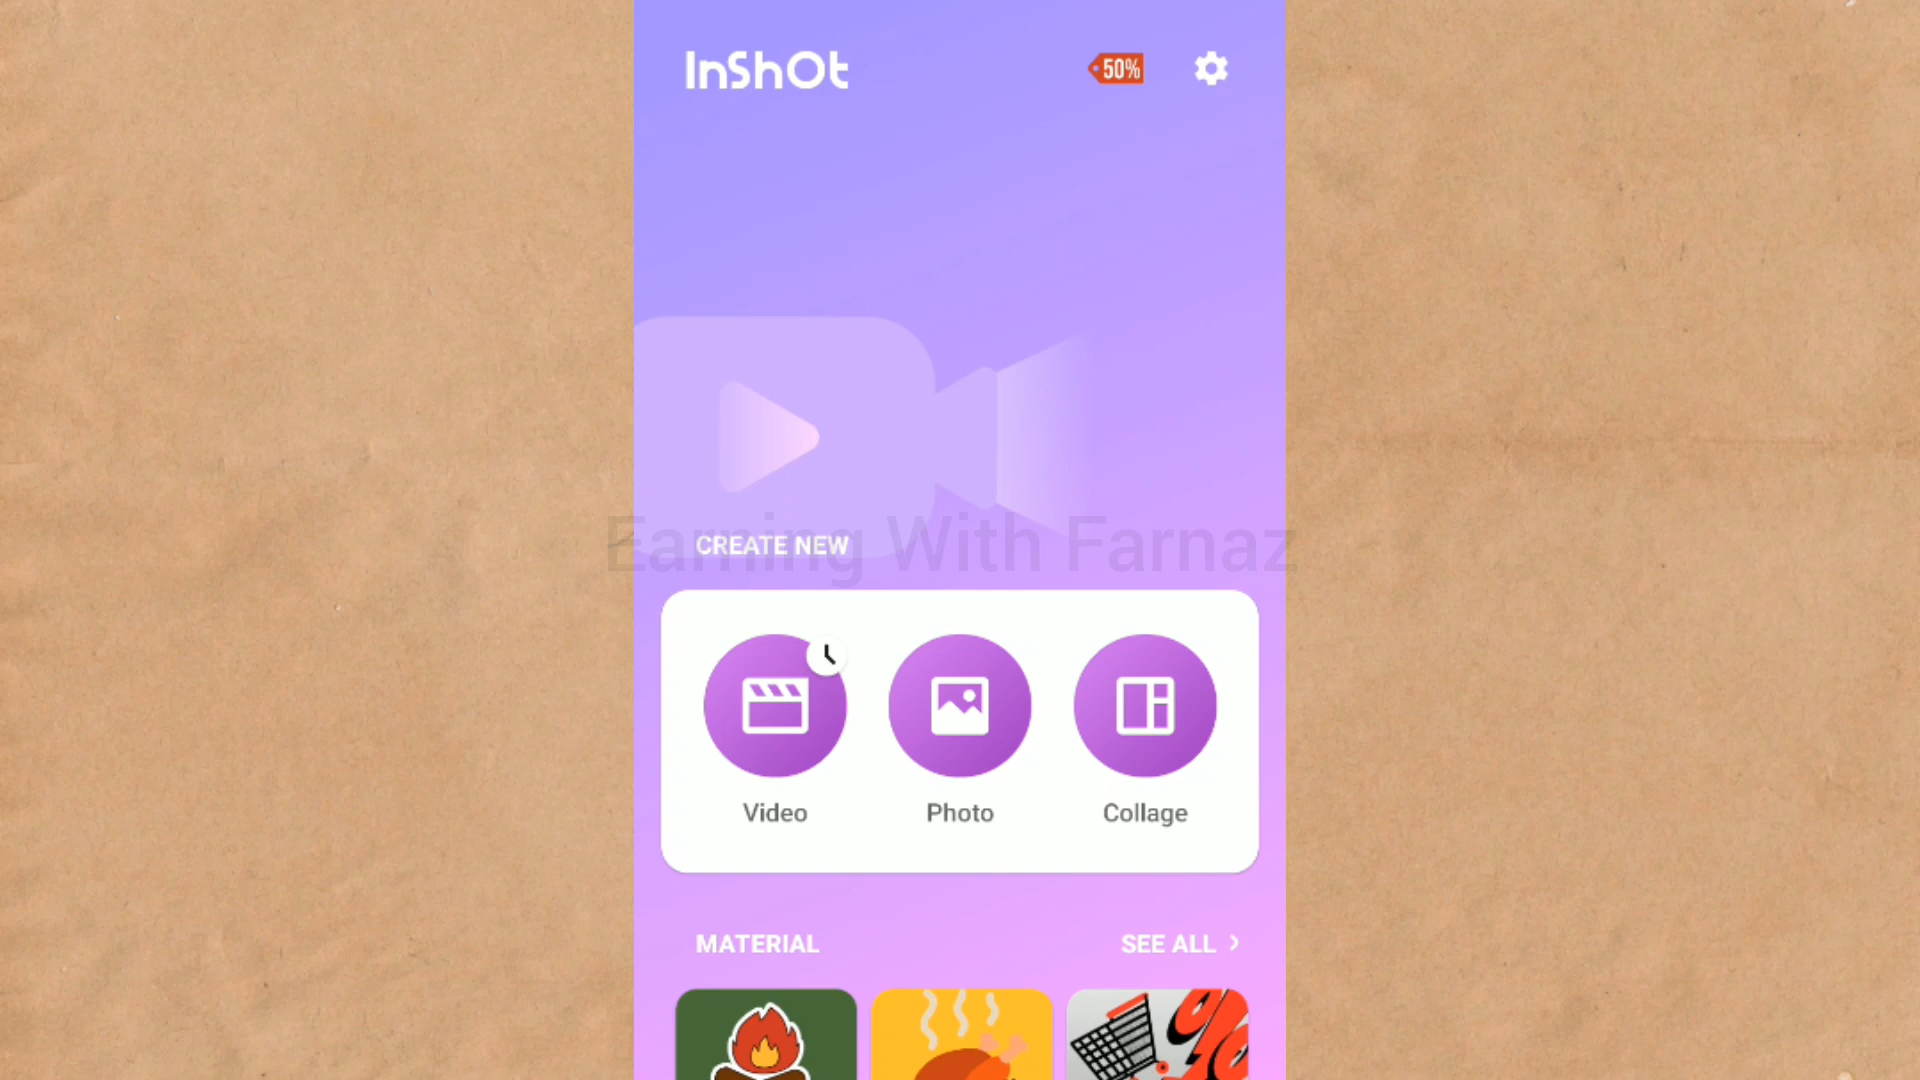 InShOt
50%
Earning With Farnaz
CREATE NEW
Video
Photo
Collage
MATERIAL
SEE ALL